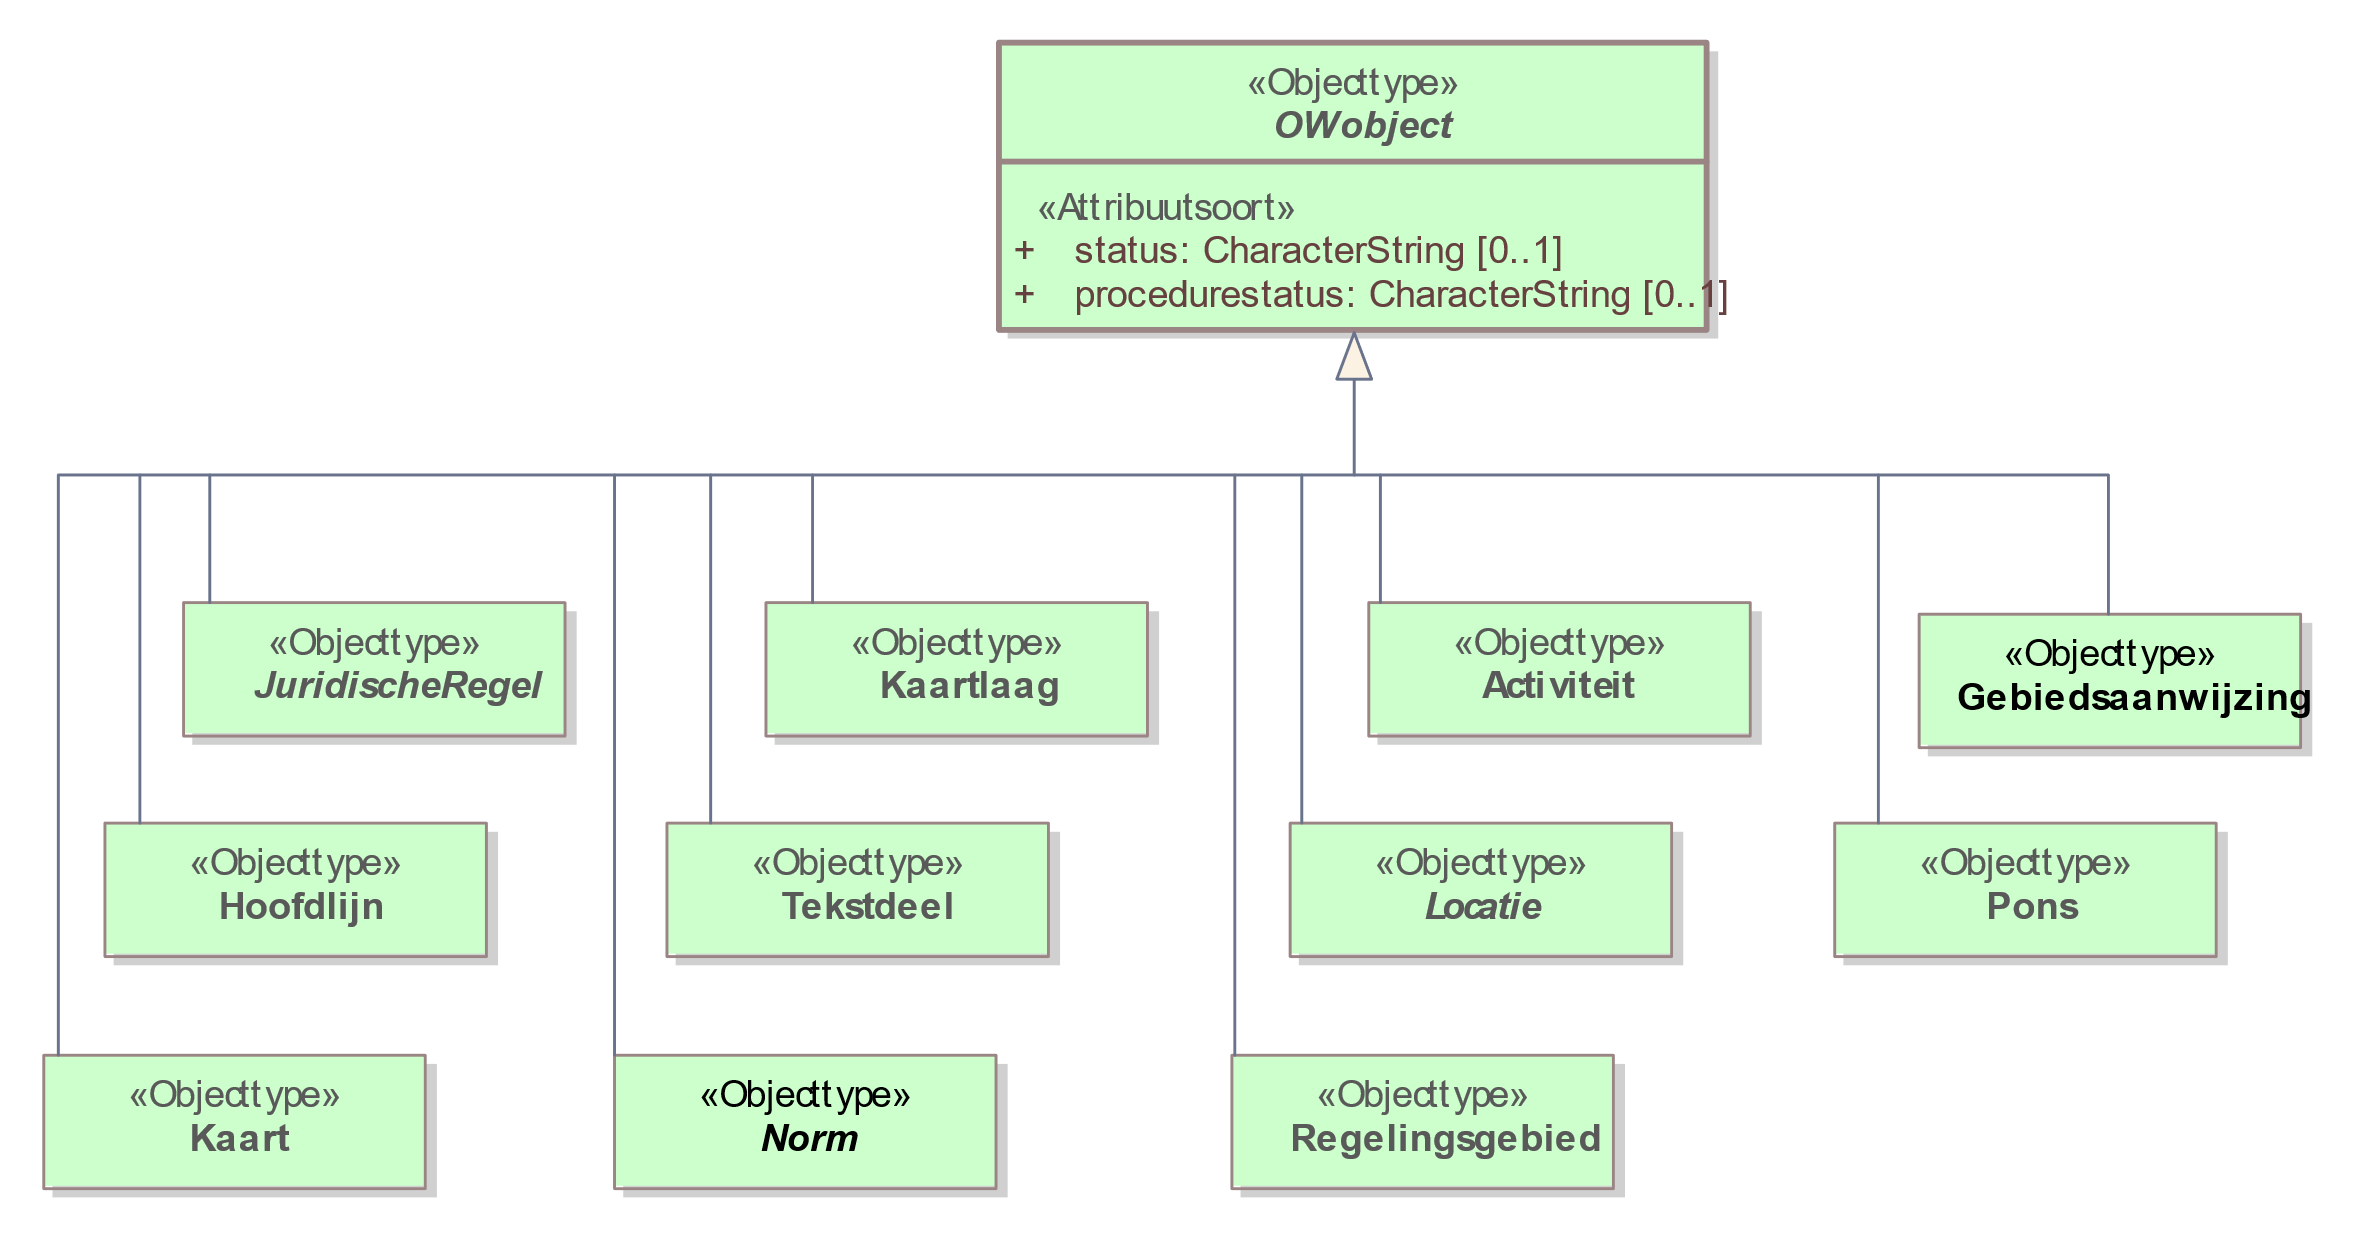 «Objecttype»
OWobject
«Attribuutsoort»
+ status: CharacterString [0..1]
+ procedurestatus: CharacterString [0..1]
«Objecttype»
JuridischeRegel
«Objecttype»
Kaartlaag
«Objecttype»
Activiteit
«Objecttype»
Gebiedsaanwijzing
«Objecttype»
Hoofdlijn
«Objecttype»
Tekstdeel
«Objecttype»
Locatie
«Objecttype»
Pons
«Objecttype»
Kaart
«Objecttype»
Norm
«Objecttype»
Regelingsgebied